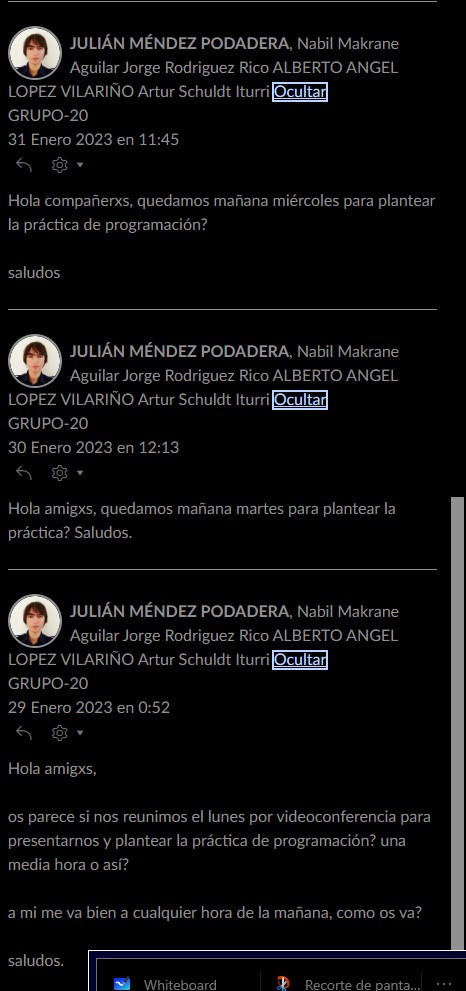 JULIÁN MÉNDEZ PODADERA, Nabil Makrane
Aguilar Jorge Rodriguez Rico ALBERTO ANGEL
LOPEZ VILARIÑO Artur Schuldt Iturri Ocultar
GRUPO-20
31 Enero 2023 en 11:45
Hola compañerxs, quedamos mañana miércoles para plantear
la práctica de programación?
saludos
JULIÁN MÉNDEZ PODADERA, Nabil Makrane
Aguilar Jorge Rodriguez Rico ALBERTO ANGEL
LOPEZ VILARIÑO Artur Schuldt Iturri Ocultar
GRUPO-20
30 Enero 2023 en 12:13
Hola amigxs, quedamos mañana martes para plantear la
práctica? Saludos.
JULIÁN MÉNDEZ PODADERA, Nabil Makrane
Aguilar Jorge Rodriguez Rico ALBERTO ANGEL
LOPEZ VILARIÑO Artur Schuldt Iturri Ocultar
GRUPO-20
29 Enero 2023 en 0:52
Hola amigxs,
os parece si nos reunimos el lunes por videoconferencia para
presentarnos y plantear la práctica de programación? una
media hora o así?
a mi me va bien a cualquier hora de la mañana, como os va?
saludos.
Whiteboard Recorte de panta... ...